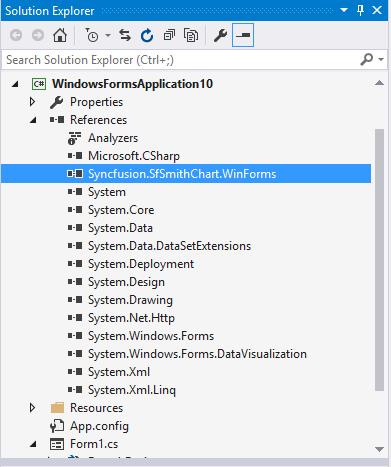 Solution Explorer
Search Solution Explorer (Ctrl+;)
C# WindowsFormsApplication10
Properties
References
Analyzers
Microsoft.CSharp
Syncfusion.SfSmithChart.WinForms
System
System.Core
System.Data
System.Data.DataSetExtensions
System.Deployment
System.Design
System.Drawing
System.Net.Http
System.Windows.Forms
System.Windows.Forms.DataVisualization
System.Xml
System.Xml.Linq
Resources
App.config
Form1.cs